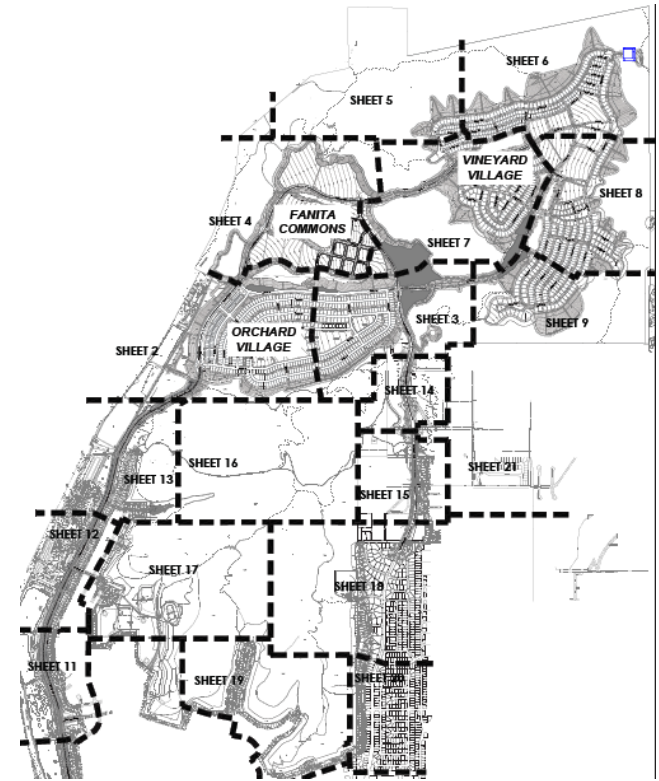 SHEET 6
SHEET 5
VINEYARD
VILLAGE
SHEET 8
SHEET 4
FANITA
COMMONS
SHEET 7
SHEET 3
SHEET 9
ORCHARD
VILLAGE
SHEET 2
SHEET 14
SHEET 16
SHEET 21
SHEET 13
SHEET 15
SHEET 12
SHEET 17
SHEET 18
SHEET 11
SHEET 19
SHEET 20